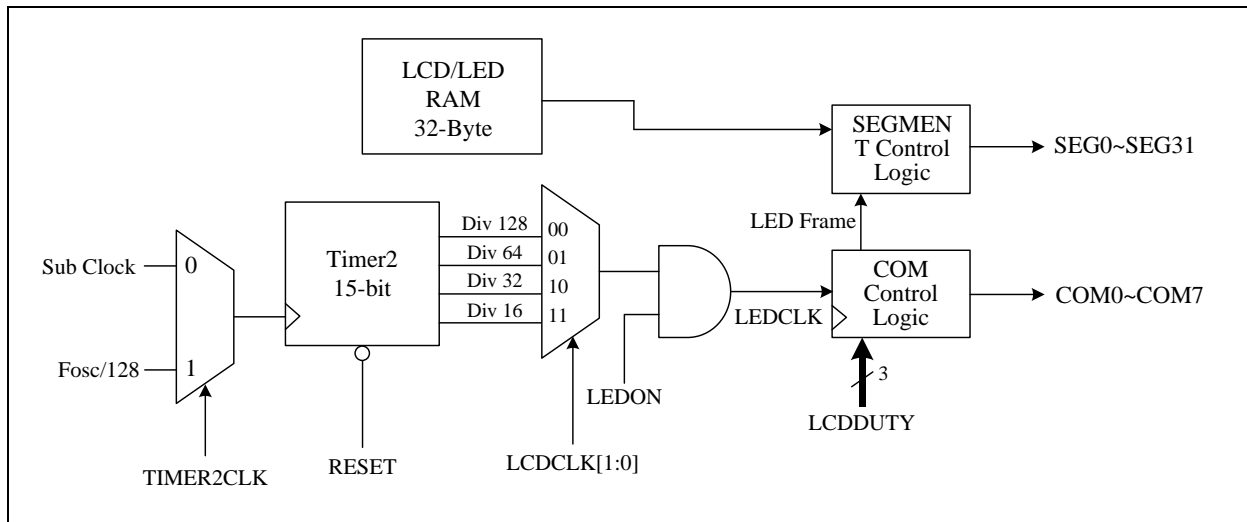 LCD/LED
RAM
32-Byte
SEGMEN
T Control
Logic
SEG0~SEG31
LED Frame
Sub Clock
0
Fosc/128
1
TIMER2CLK
Timer2
15-bit
RESET
Div 128
Div 64
Div 32
Div 16
00
01
10
11
LCDCLK[1:0]
LEDON
LEDCLK
COM
Control
Logic
COM0~COM7
3
LCDDUTY